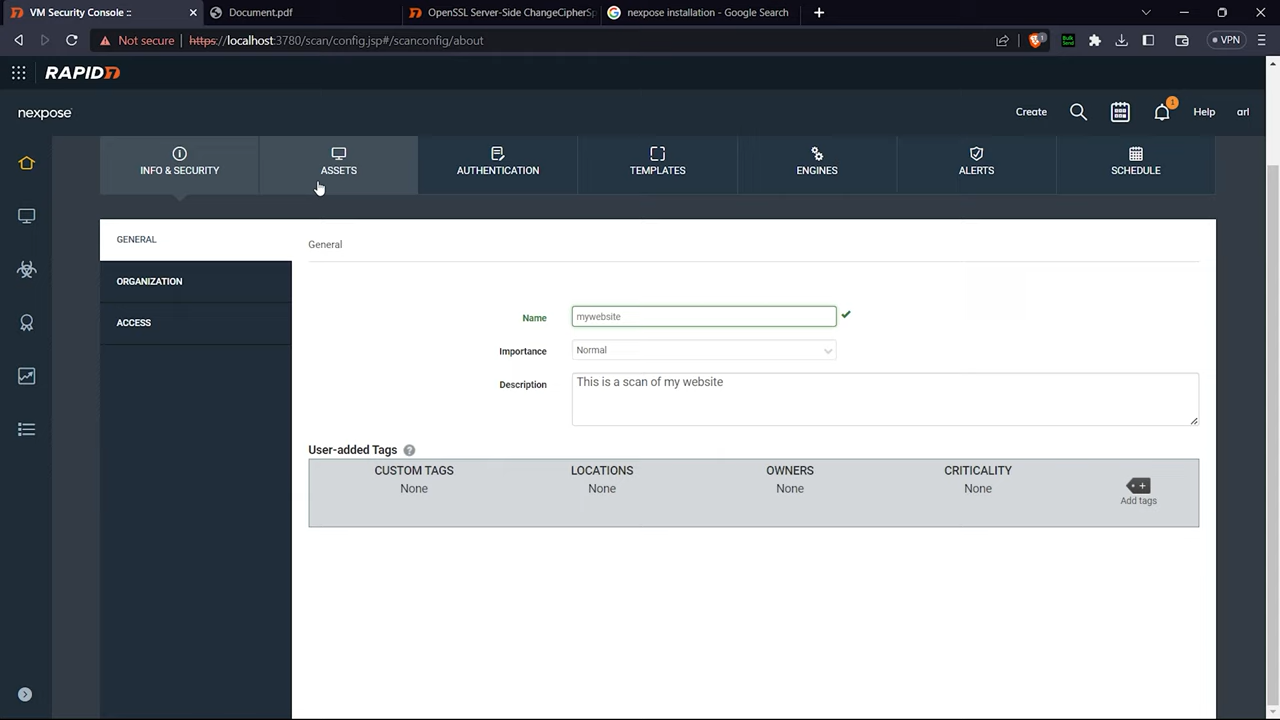 VM Security Console ::
Document.pdf
OpenSSL Server-Side ChangeCipherSp
nexpose installation - Google Search
Not secure
https://localhost:3780/scan/config.jsp#/scanconfig/about
1
VPN
RAPID7
nexpose
Create
1
Help
arl
INFO & SECURITY
ASSETS
AUTHENTICATION
TEMPLATES
ENGINES
ALERTS
SCHEDULE
GENERAL
ORGANIZATION
ACCESS
General
Name
mywebsite
Importance
Normal
Description
This is a scan of my website
User-added Tags ?
CUSTOM TAGS
LOCATIONS
OWNERS
CRITICALITY
None
None
None
None
Add tags